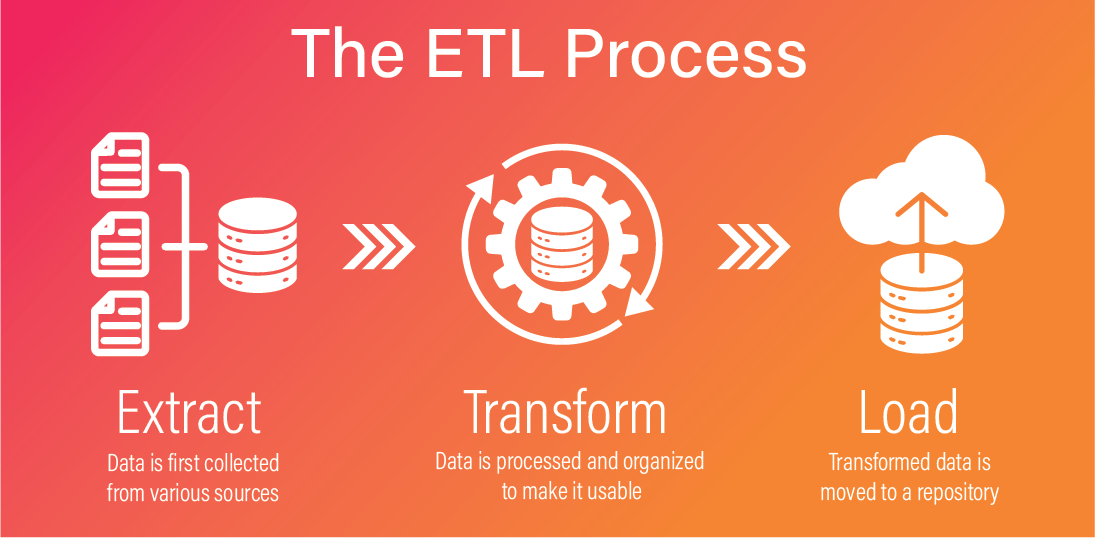 The ETL Process
Extract
Data is first collected
from various sources
Transform
Data is processed and organized
to make it usable
Load
Transformed data is
moved to a repository